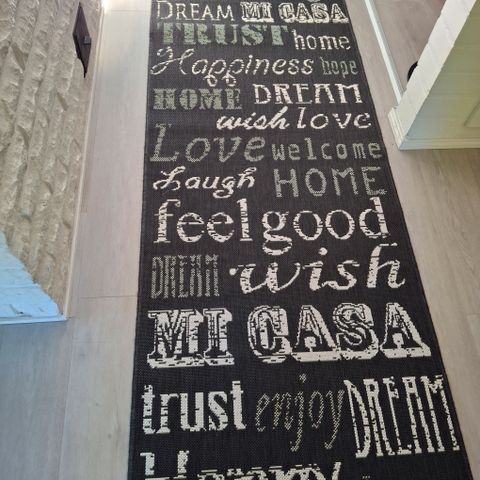 DREAM MI CASA
TRUST home
Happiness hope
HOME DREAM
wish love
Love welcome
Laugh HOME
feel good
DREAM wish
MI CASA
trust enjoy DREAM